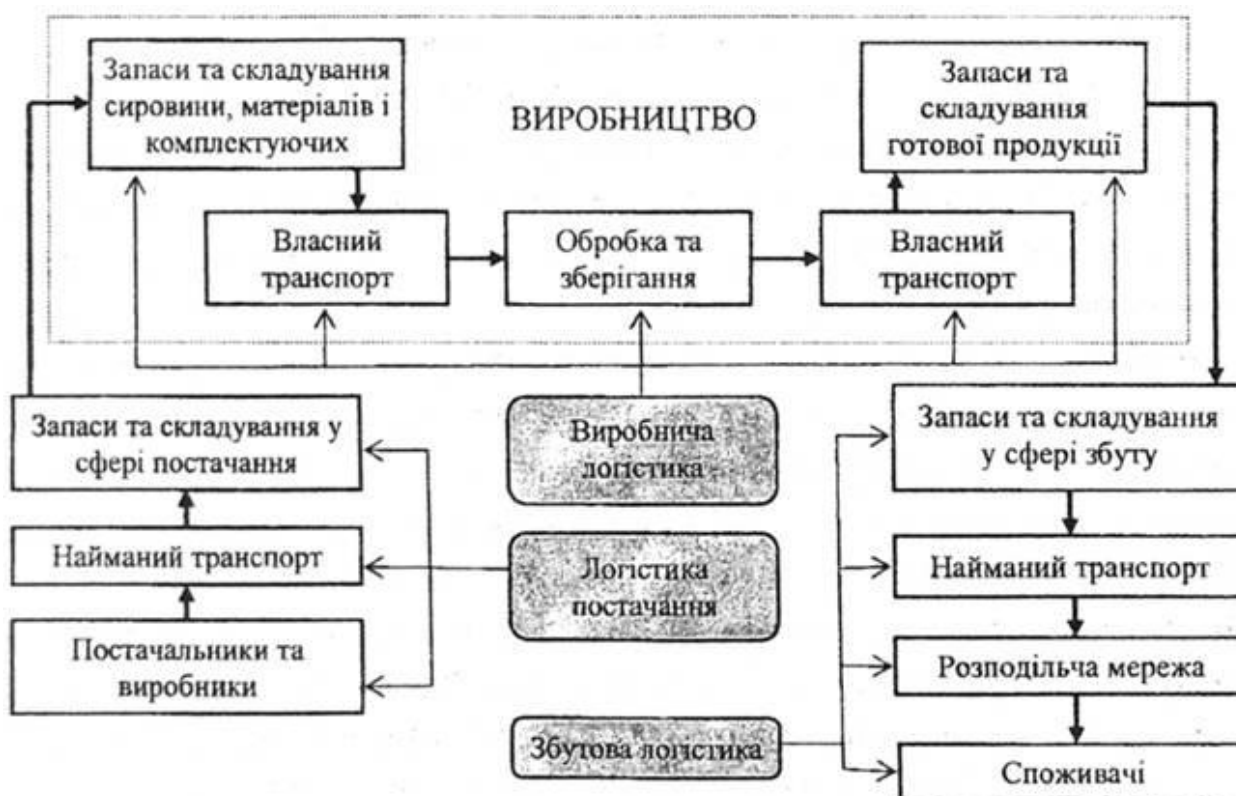 Запаси та складування
сировини, матеріалів і
комплектуючих
ВИРОБНИЦТВО
Запаси та
складування
готової продукції
Власний
транспорт
Обробка та
зберігання
Власний
транспорт
Запаси та складування у
сфері постачання
Виробнича
логістика
Запаси та складування
у сфері збуту
Найманий транспорт
Логістика
постачання
Найманий транспорт
Постачальники та
виробники
Розподільча мережа
Збутова логістика
Споживачі